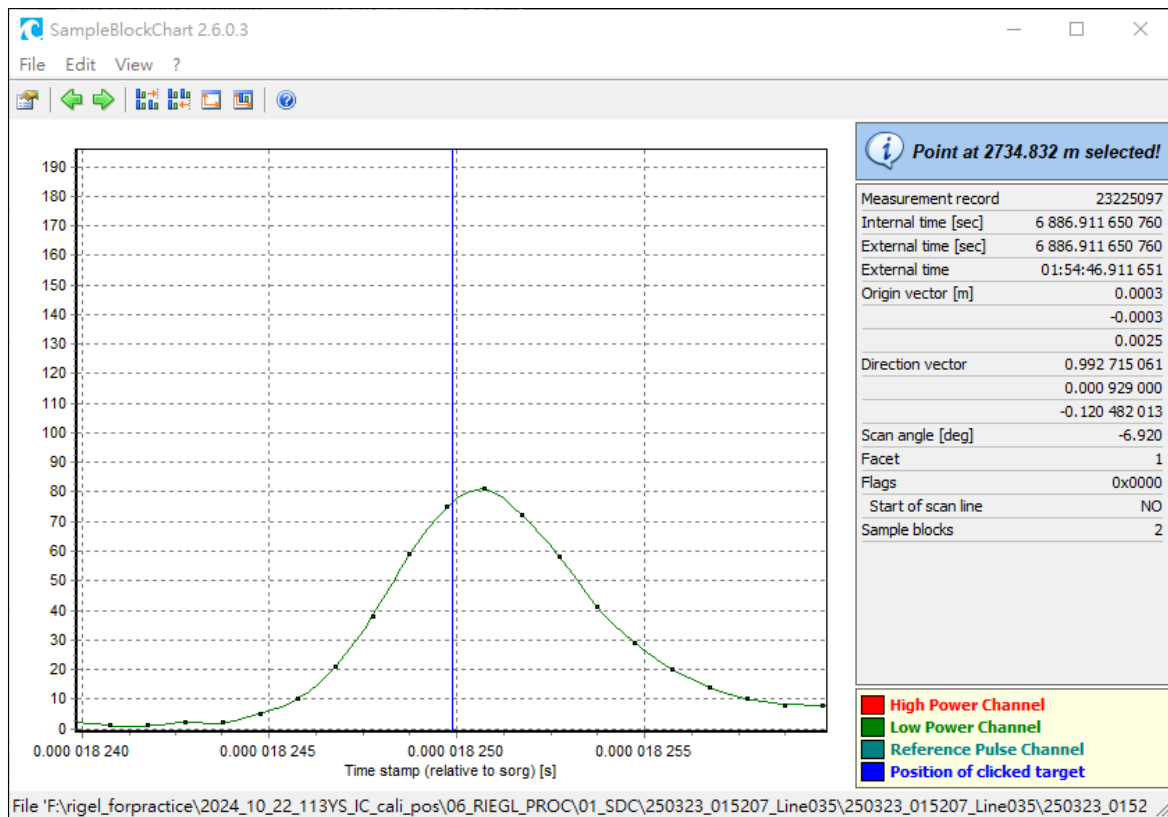 SampleBlockChart 2.6.0.3
File Edit View ?
190
180
170
160
150
140
130
120
110
100
90
80
70
60
50
40
30
20
10
0
0.000 018 240 0.000 018 245 0.000 018 250 0.000 018 255
Time stamp (relative to sorg) [s]
Point at 2734.832 m selected!
Measurement record 23225097
Internal time [sec] 6 886.911 650 760
External time [sec] 6 886.911 650 760
External time 01:54:46.911 651
Origin vector [m] 0.0003
-0.0003
0.0025
Direction vector 0.992 715 061
0.000 929 000
-0.120 482 013
Scan angle [deg] -6.920
Facet 1
Flags 0x0000
Start of scan line NO
Sample blocks 2
High Power Channel
Low Power Channel
Reference Pulse Channel
Position of clicked target
File 'F:\rigel_forpractice\2024_10_22_113YS_IC_cali_pos\06_RIEGL_PROC\01_SDC\250323_015207_Line035\250323_015207_Line035\250323_0152